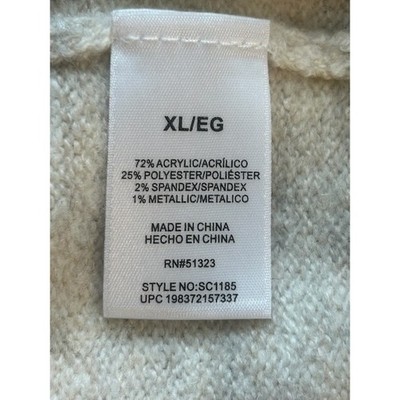 XL/EG
72% ACRYLIC/ACRÍLICO
25% POLYESTER/POLIÉSTER
2% SPANDEX/SPANDEX
1% METALLIC/METALICO
MADE IN CHINA
HECHO EN CHINA
RN#51323
STYLE NO:SC1185
UPC 198372157337